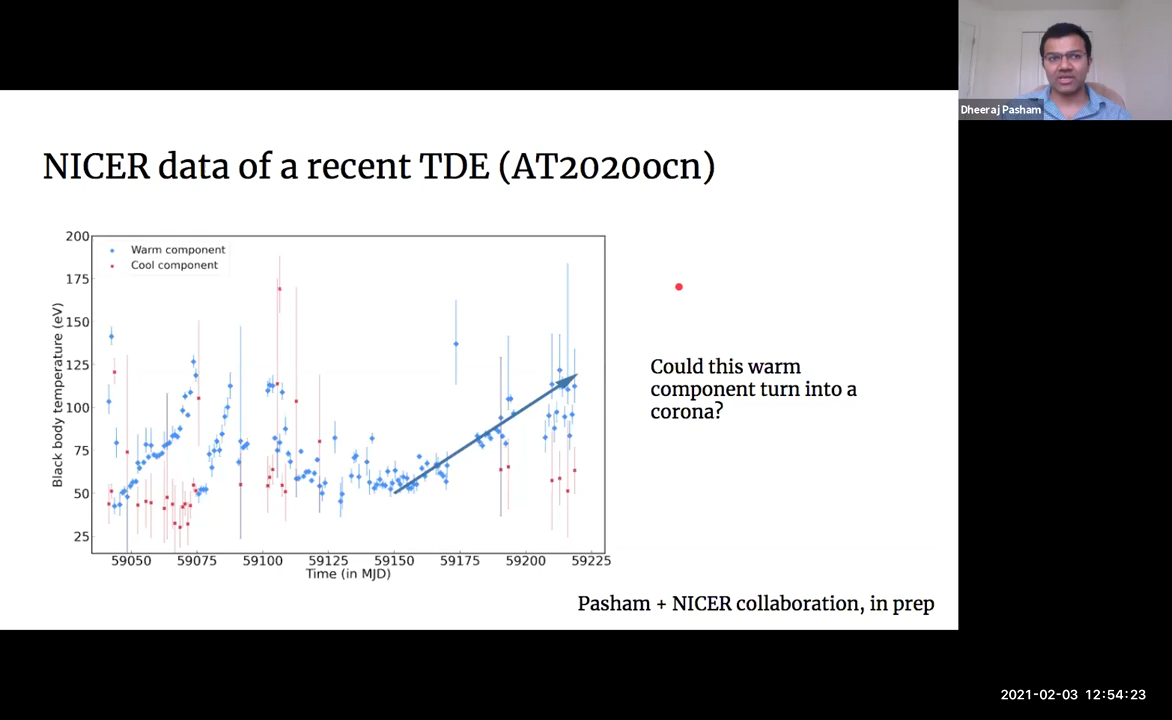 Dheeraj Pasham
NICER data of a recent TDE (AT2020ocn)
Warm component
Cool component
200
175
150
125
100
75
50
25
Black body temperature (eV)
59050 59075 59100 59125 59150 59175 59200 59225
Time (in MJD)
Could this warm
component turn into a
corona?
Pasham + NICER collaboration, in prep
2021-02-03 12:54:23